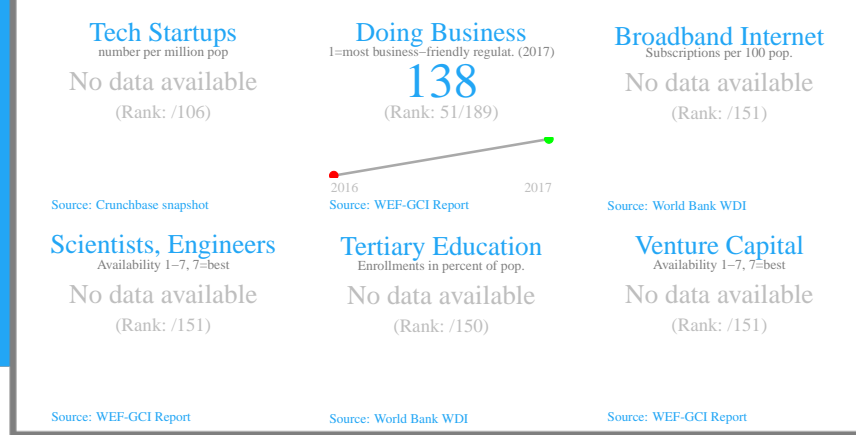 Tech Startups
number per million pop
No data available
(Rank: /106)
Source: Crunchbase snapshot
Doing Business
1=most business−friendly regulat. (2017)
138
(Rank: 51/189)
2016 2017
Source: WEF-GCI Report
Broadband Internet
Subscriptions per 100 pop.
No data available
(Rank: /151)
Source: World Bank WDI
Scientists, Engineers
Availability 1−7, 7=best
No data available
(Rank: /151)
Source: WEF-GCI Report
Tertiary Education
Enrollments in percent of pop.
No data available
(Rank: /150)
Source: World Bank WDI
Venture Capital
Availability 1−7, 7=best
No data available
(Rank: /151)
Source: WEF-GCI Report